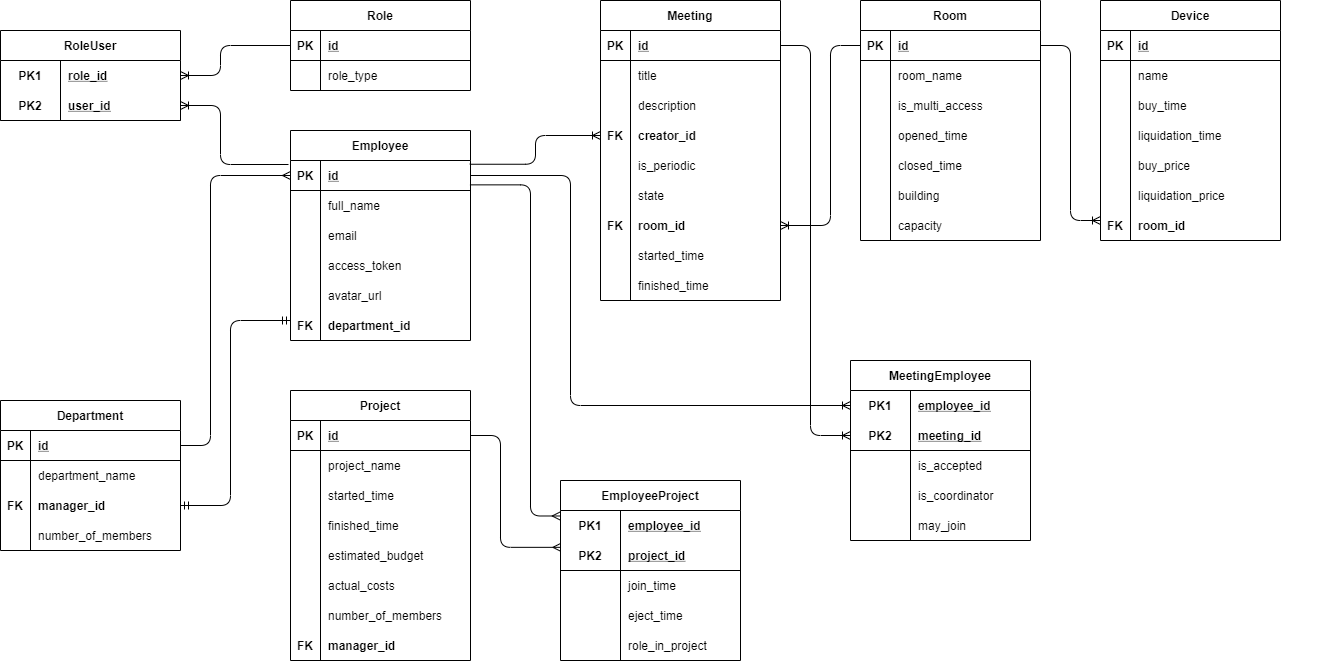 RoleUser
PK1 role_id
PK2 user_id
Role
PK id
role_type
Employee
PK id
full_name
email
access_token
avatar_url
FK department_id
Meeting
PK id
title
description
FK creator_id
is_periodic
state
FK room_id
started_time
finished_time
Room
PK id
room_name
is_multi_access
opened_time
closed_time
building
capacity
Device
PK id
name
buy_time
liquidation_time
buy_price
liquidation_price
FK room_id
Department
PK id
department_name
FK manager_id
number_of_members
Project
PK id
project_name
started_time
finished_time
estimated_budget
actual_costs
number_of_members
FK manager_id
EmployeeProject
PK1 employee_id
PK2 project_id
join_time
eject_time
role_in_project
MeetingEmployee
PK1 employee_id
PK2 meeting_id
is_accepted
is_coordinator
may_join